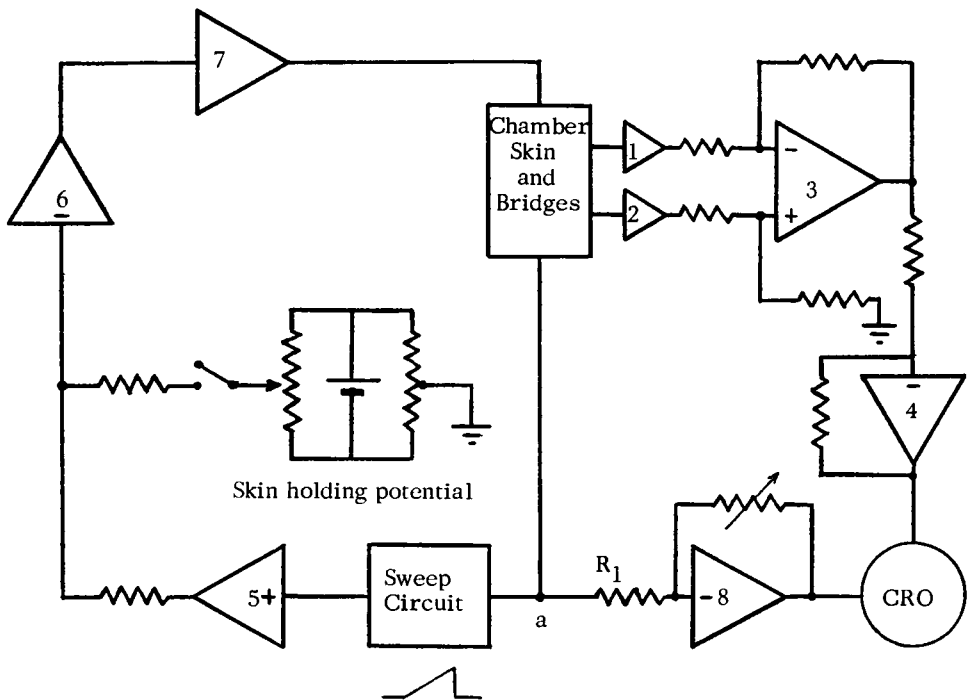 7
Chamber
Skin
and
Bridges
1
2
-
3
+
6
-
-
4
Skin holding potential
5+
Sweep
Circuit
a
R1
-8
CRO